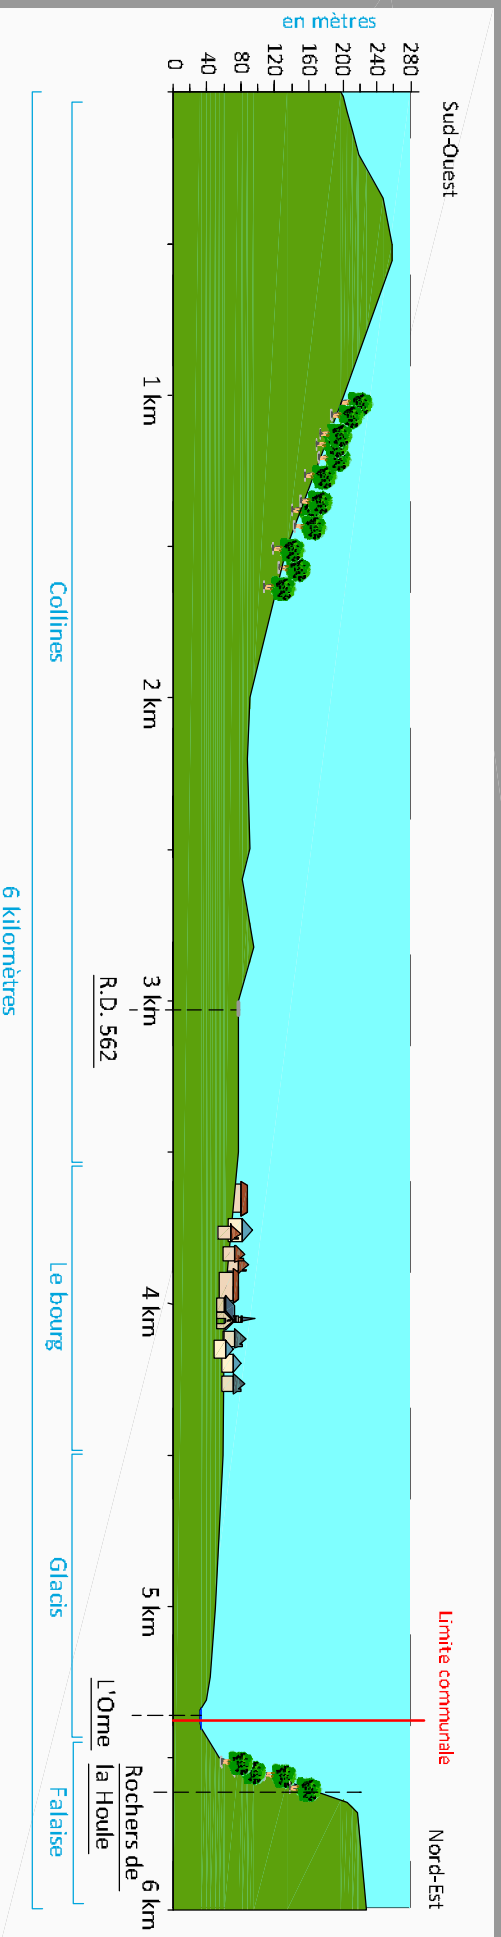 Sud-Ouest
Limite communale
Nord-Est
en mètres
280
240
200
160
120
80
40
0
1 km
2 km
3 km
4 km
5 km
6 km
R.D. 562
L'Orne
Rochers de
la Houle
Collines
Le bourg
Glacis
Falaise
6 kilomètres